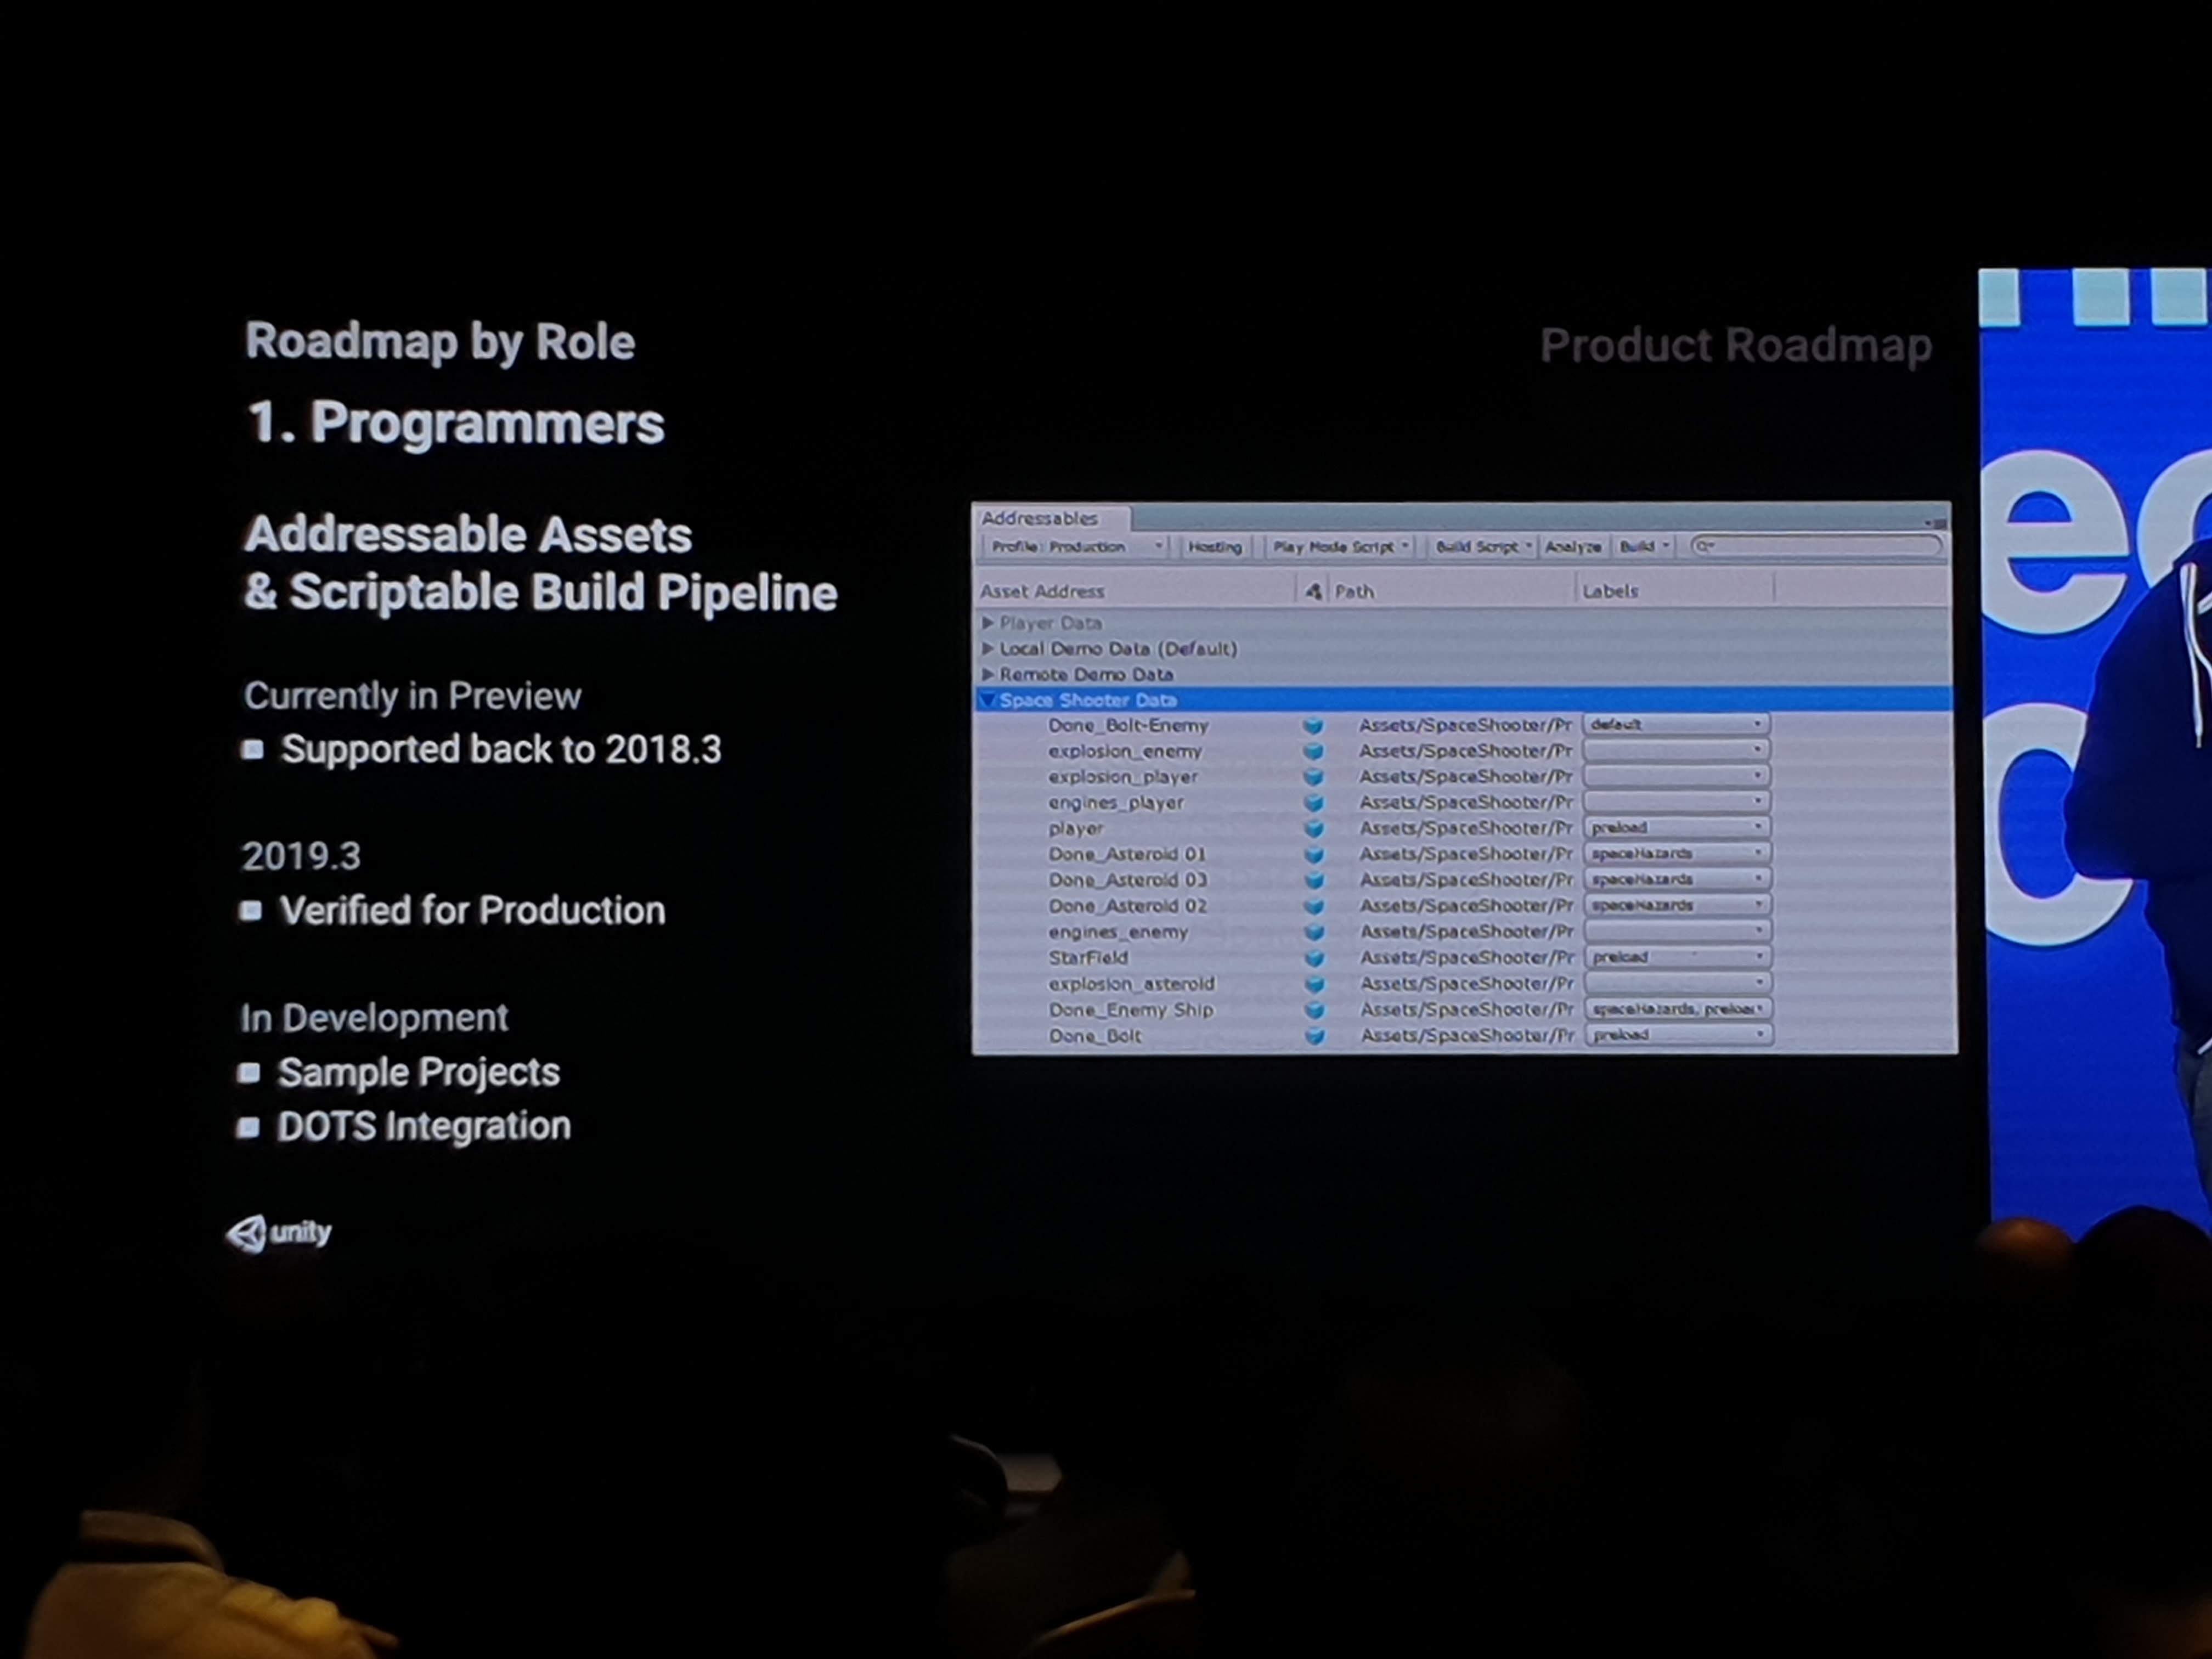 Roadmap by Role
Product Roadmap
1. Programmers
Addressable Assets
& Scriptable Build Pipeline
Currently in Preview
Supported back to 2018.3
2019.3
Verified for Production
In Development
Sample Projects
DOTS Integration
unity
Addressables
Profile: Production Hosting Play Mode Script Build Script Analyze Build
Asset Address Path Labels
Player Data
Local Demo Data (Default)
Remote Demo Data
Space Shooter Data
Done_Bolt-Enemy Assets/SpaceShooter/Pr default
explosion_enemy Assets/SpaceShooter/Pr
explosion_player Assets/SpaceShooter/Pr
engines_player Assets/SpaceShooter/Pr
player Assets/SpaceShooter/Pr preload
Done_Asteroid 01 Assets/SpaceShooter/Pr spaceHazards
Done_Asteroid 03 Assets/SpaceShooter/Pr spaceHazards
Done_Asteroid 02 Assets/SpaceShooter/Pr spaceHazards
engines_enemy Assets/SpaceShooter/Pr
StarField Assets/SpaceShooter/Pr preload
explosion_asteroid Assets/SpaceShooter/Pr
Done_Enemy Ship Assets/SpaceShooter/Pr spaceHazards, preloa
Done_Bolt Assets/SpaceShooter/Pr preload